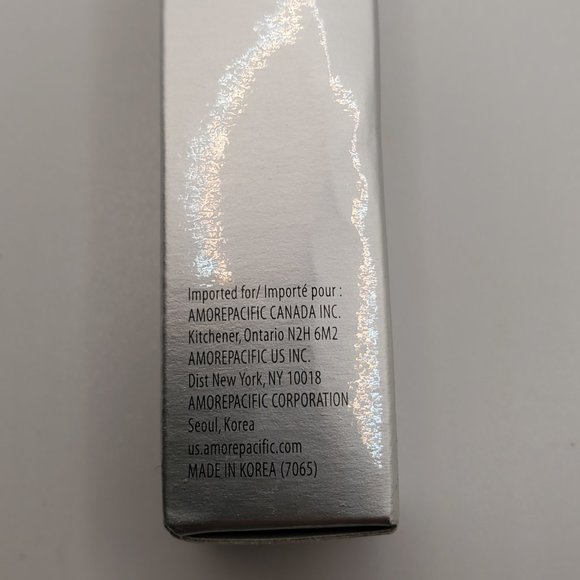 Imported for/ Importé pour :
AMOREPACIFIC CANADA INC.
Kitchener, Ontario N2H 6M2
AMOREPACIFIC US INC.
Dist New York, NY 10018
AMOREPACIFIC CORPORATION
Seoul, Korea
us.amorepacific.com
MADE IN KOREA (7065)